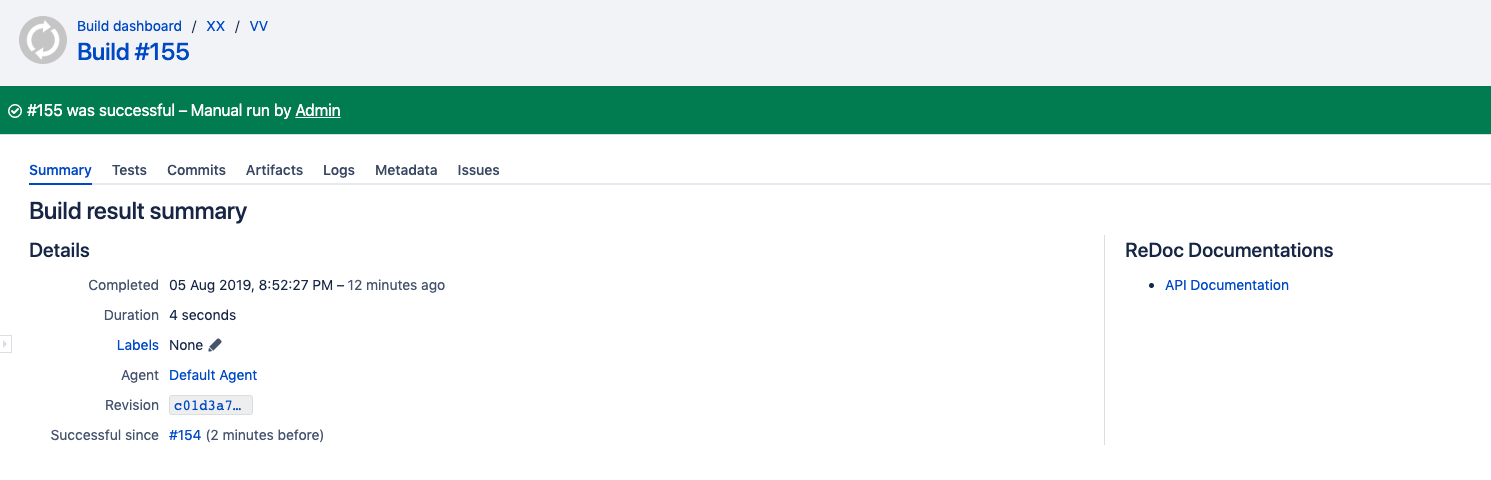 Build dashboard / XX / VV
Build #155
#155 was successful – Manual run by Admin
Summary Tests Commits Artifacts Logs Metadata Issues
Build result summary
Details
Completed 05 Aug 2019, 8:52:27 PM – 12 minutes ago
Duration 4 seconds
Labels None
Agent Default Agent
Revision c01d3a7…
Successful since #154 (2 minutes before)
ReDoc Documentations
• API Documentation